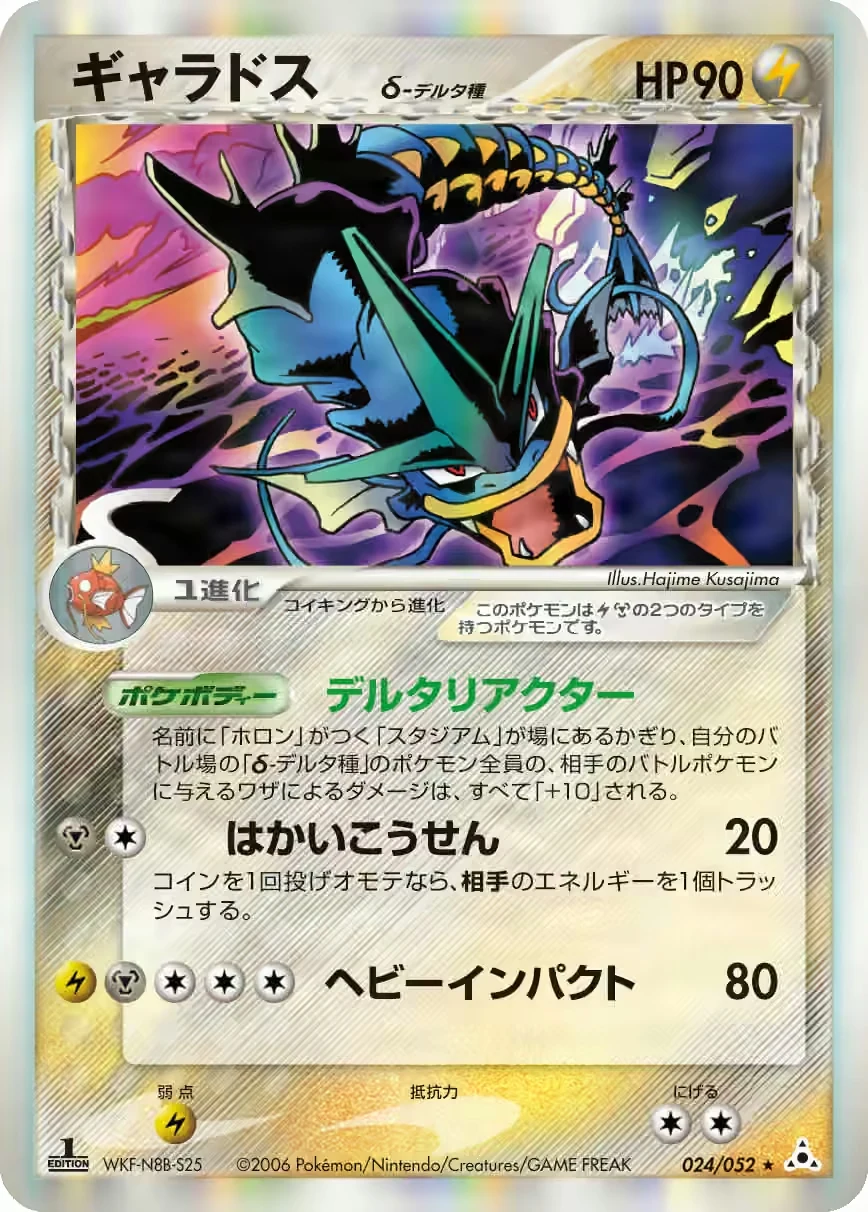 ギャラドス δ-デルタ種 HP90
Illus.Hajime Kusajima
1進化
コイキングから進化
このポケモンはの2つのタイプを
持つポケモンです。
ポケボディー デルタリアクター
名前に「ホロン」がつく「スタジアム」が場にあるかぎり、自分のバ
トル場の「δ-デルタ種」のポケモン全員の、相手のバトルポケモン
に与えるワザによるダメージは、すべて「+10」される。
はかいこうせん 20
コインを1回投げオモテなら、相手のエネルギーを1個トラッ
シュする。
ヘビーインパクト 80
弱点 抵抗力 にげる
1
EDITION WKF-N8B-S25 ©2006 Pokémon/Nintendo/Creatures/GAME FREAK 024/052 ★